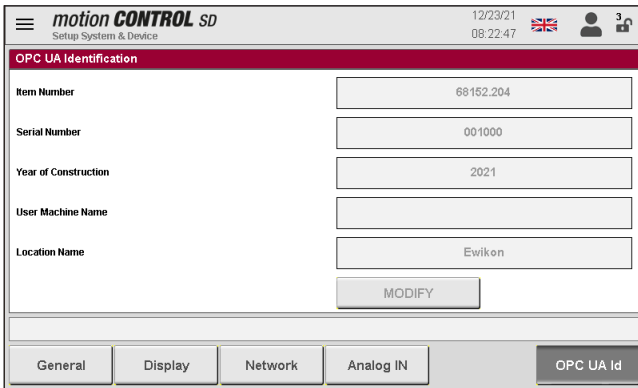 motion CONTROL SD
Setup System & Device
12/23/21
08:22:47
3
OPC UA Identification
Item Number
68152.204
Serial Number
001000
Year of Construction
2021
User Machine Name
Location Name
Ewikon
MODIFY
General
Display
Network
Analog IN
OPC UA Id